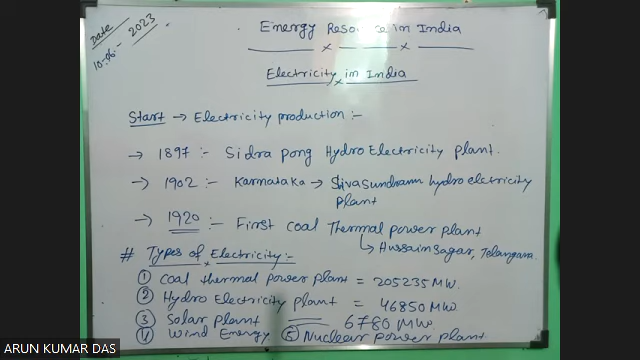 Date
10-06-2023
Energy Resource in India
Electricity in India
Start → Electricity production :-
→ 1897 :- Sidra pong Hydro Electricity plant.
→ 1902 :- Karnataka → Shivasundram hydro elctricity
plant
→ 1920 :- First coal Thermal power plant
↳ Hussain Sagar, Telangana.
# Types of Electricity :-
① Coal thermal power plant = 205235 MW.
② Hydro Electricity plant = 46850 MW.
③ Solar plant 6780 MW.
④ Wind Energy ⑤ Nuclear power plant
ARUN KUMAR DAS